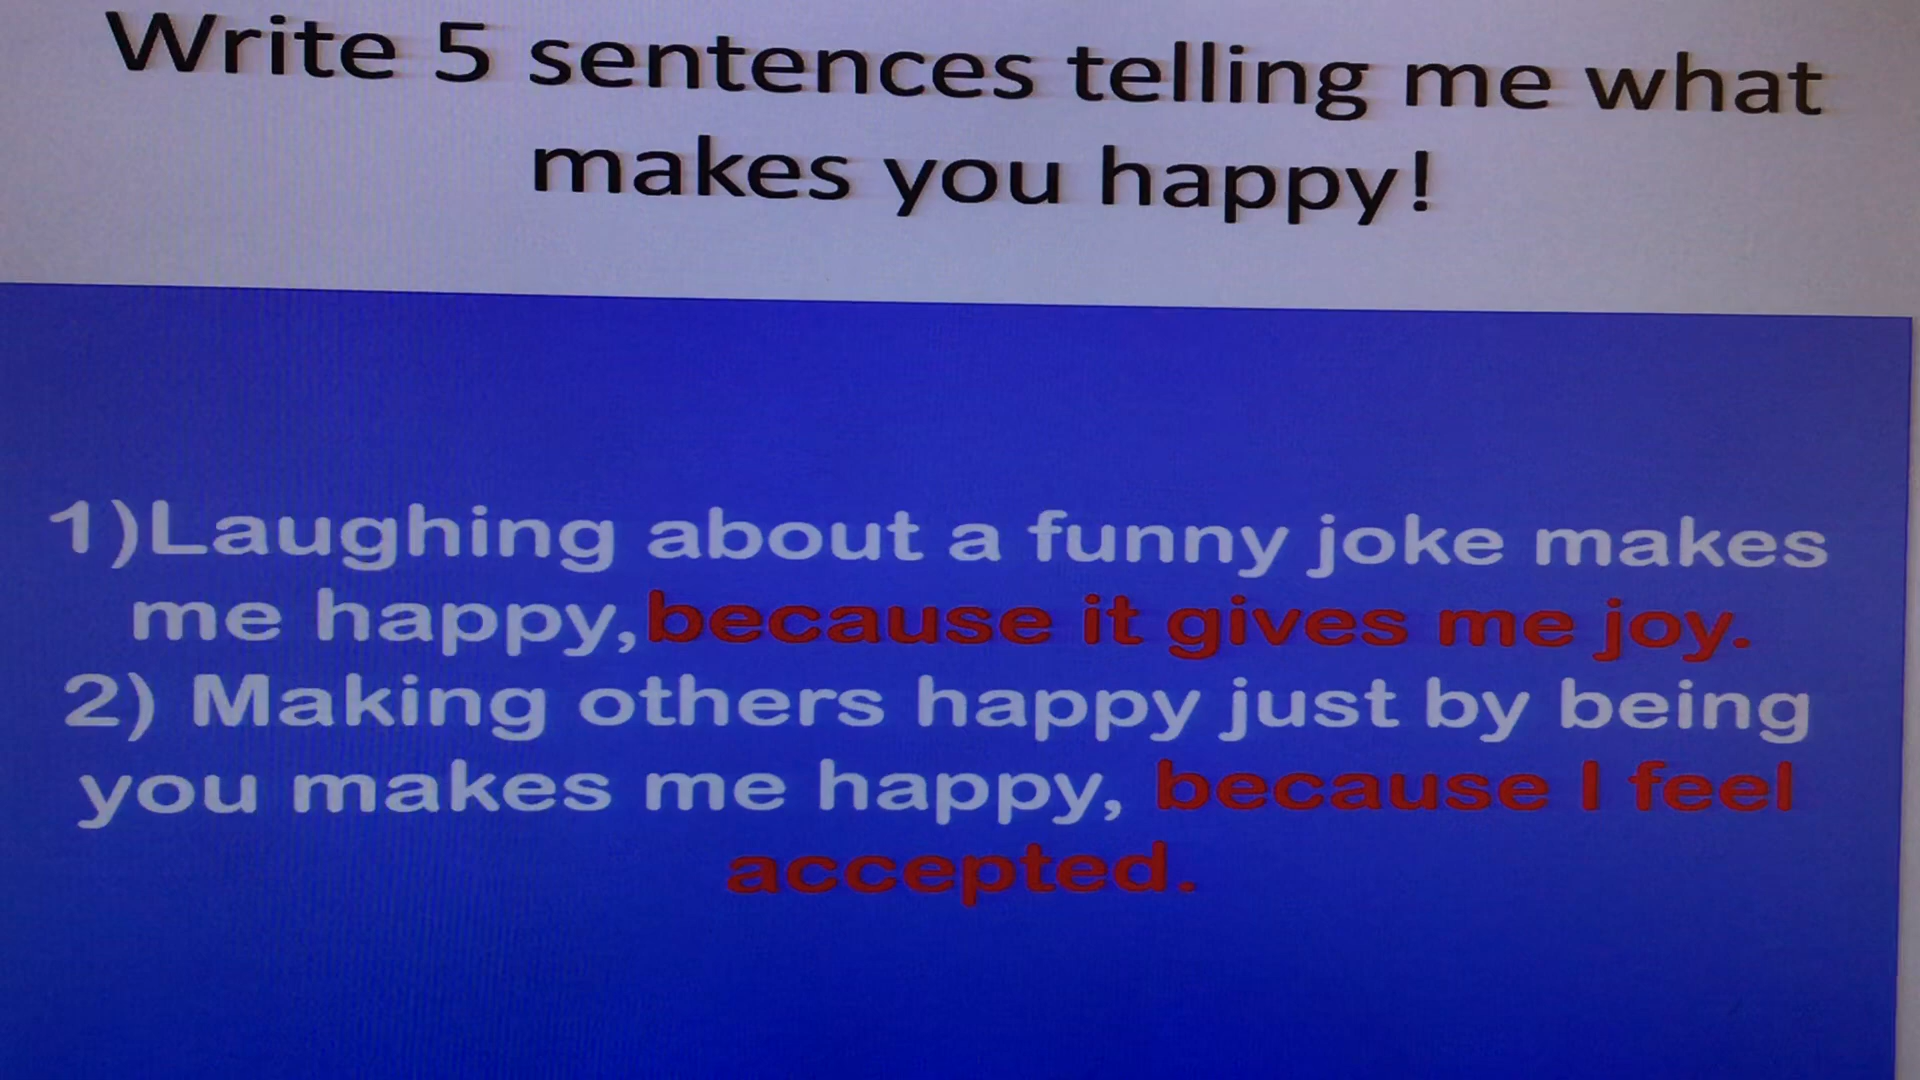 Write 5 sentences telling me what
makes you happy!
1)Laughing about a funny joke makes
me happy,because it gives me joy.
2) Making others happy just by being
you makes me happy, because I feel
accepted.